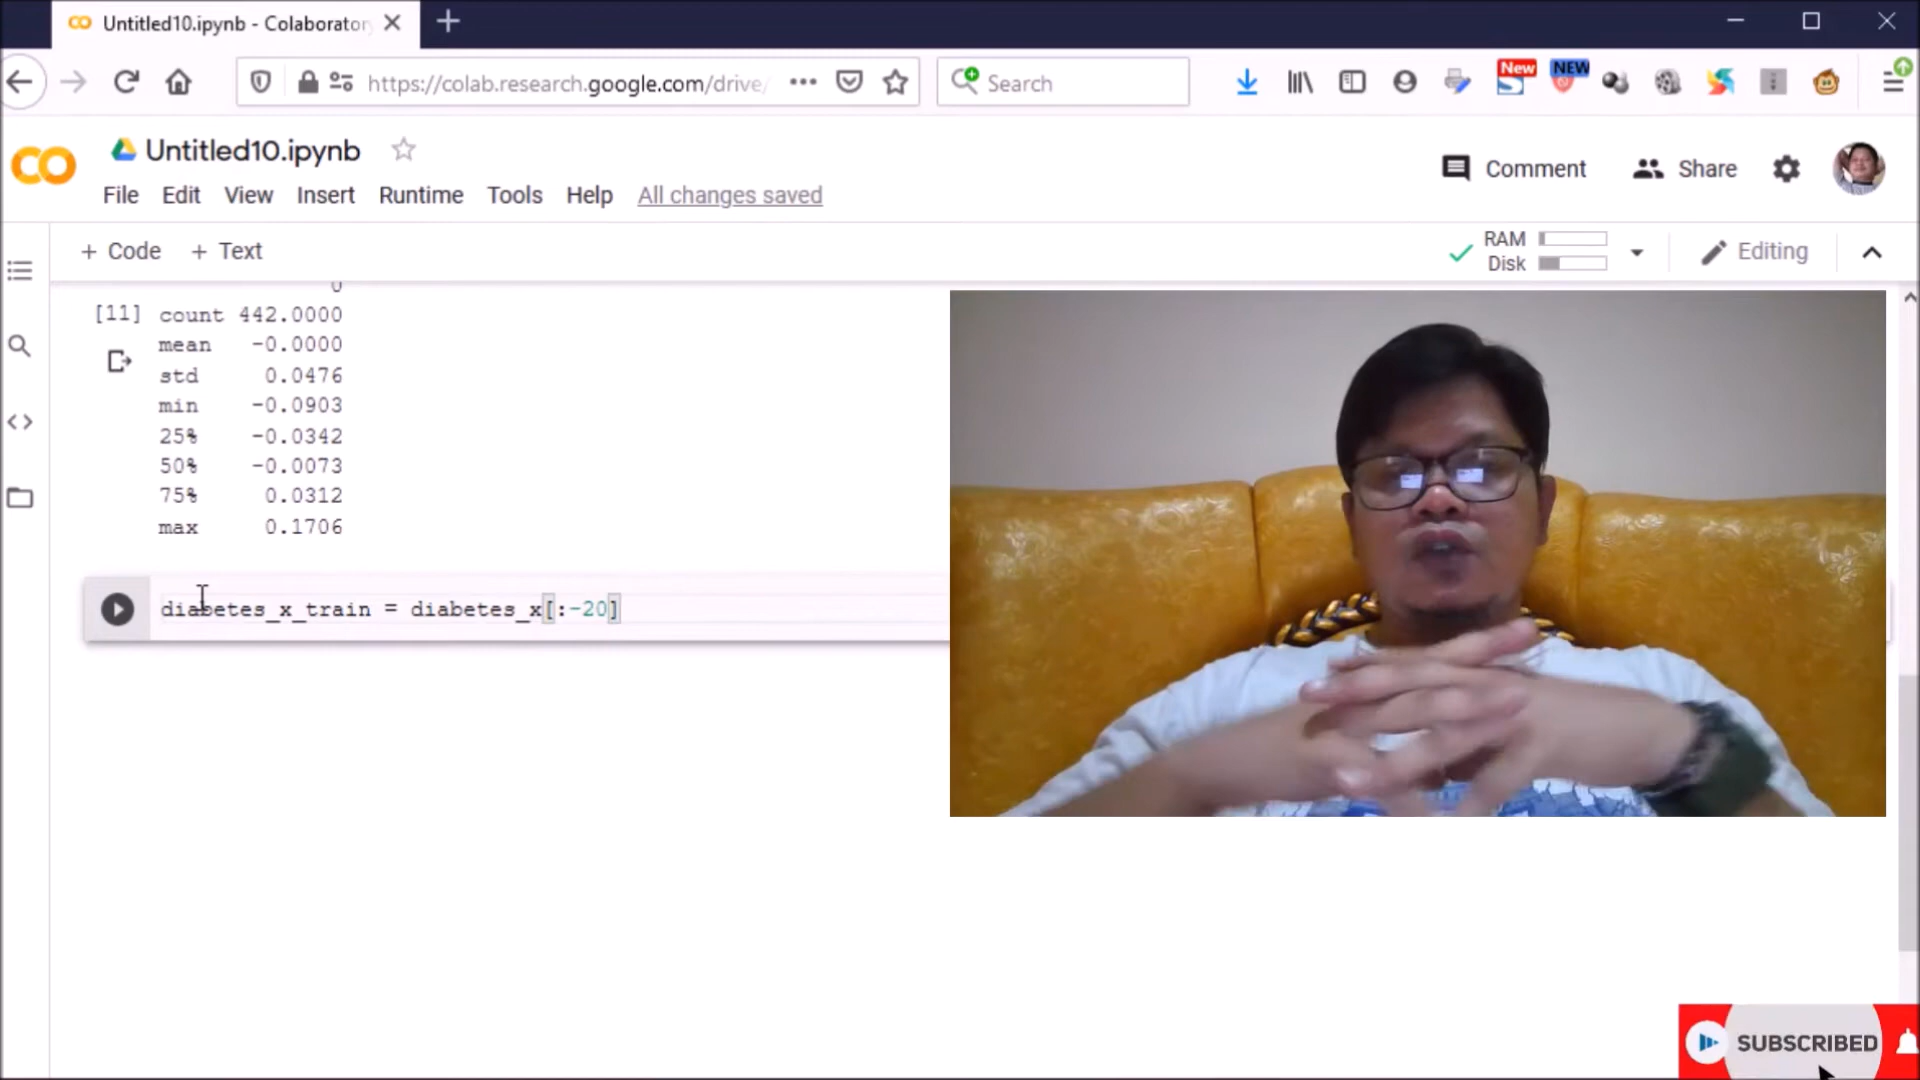 Untitled10.ipynb - Colaboratory
https://colab.research.google.com/drive/
Search
New
NEW
CO
Untitled10.ipynb
Comment
Share
File Edit View Insert Runtime Tools Help All changes saved
+ Code + Text
RAM
Disk
Editing
0
[11] count 442.0000
mean -0.0000
std 0.0476
min -0.0903
25% -0.0342
50% -0.0073
75% 0.0312
max 0.1706
diabetes_x_train = diabetes_x[:-20]
SUBSCRIBED